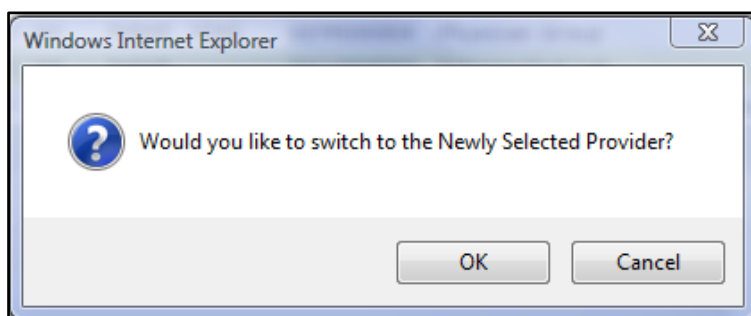 Windows Internet Explorer
Would you like to switch to the Newly Selected Provider?
OK
Cancel